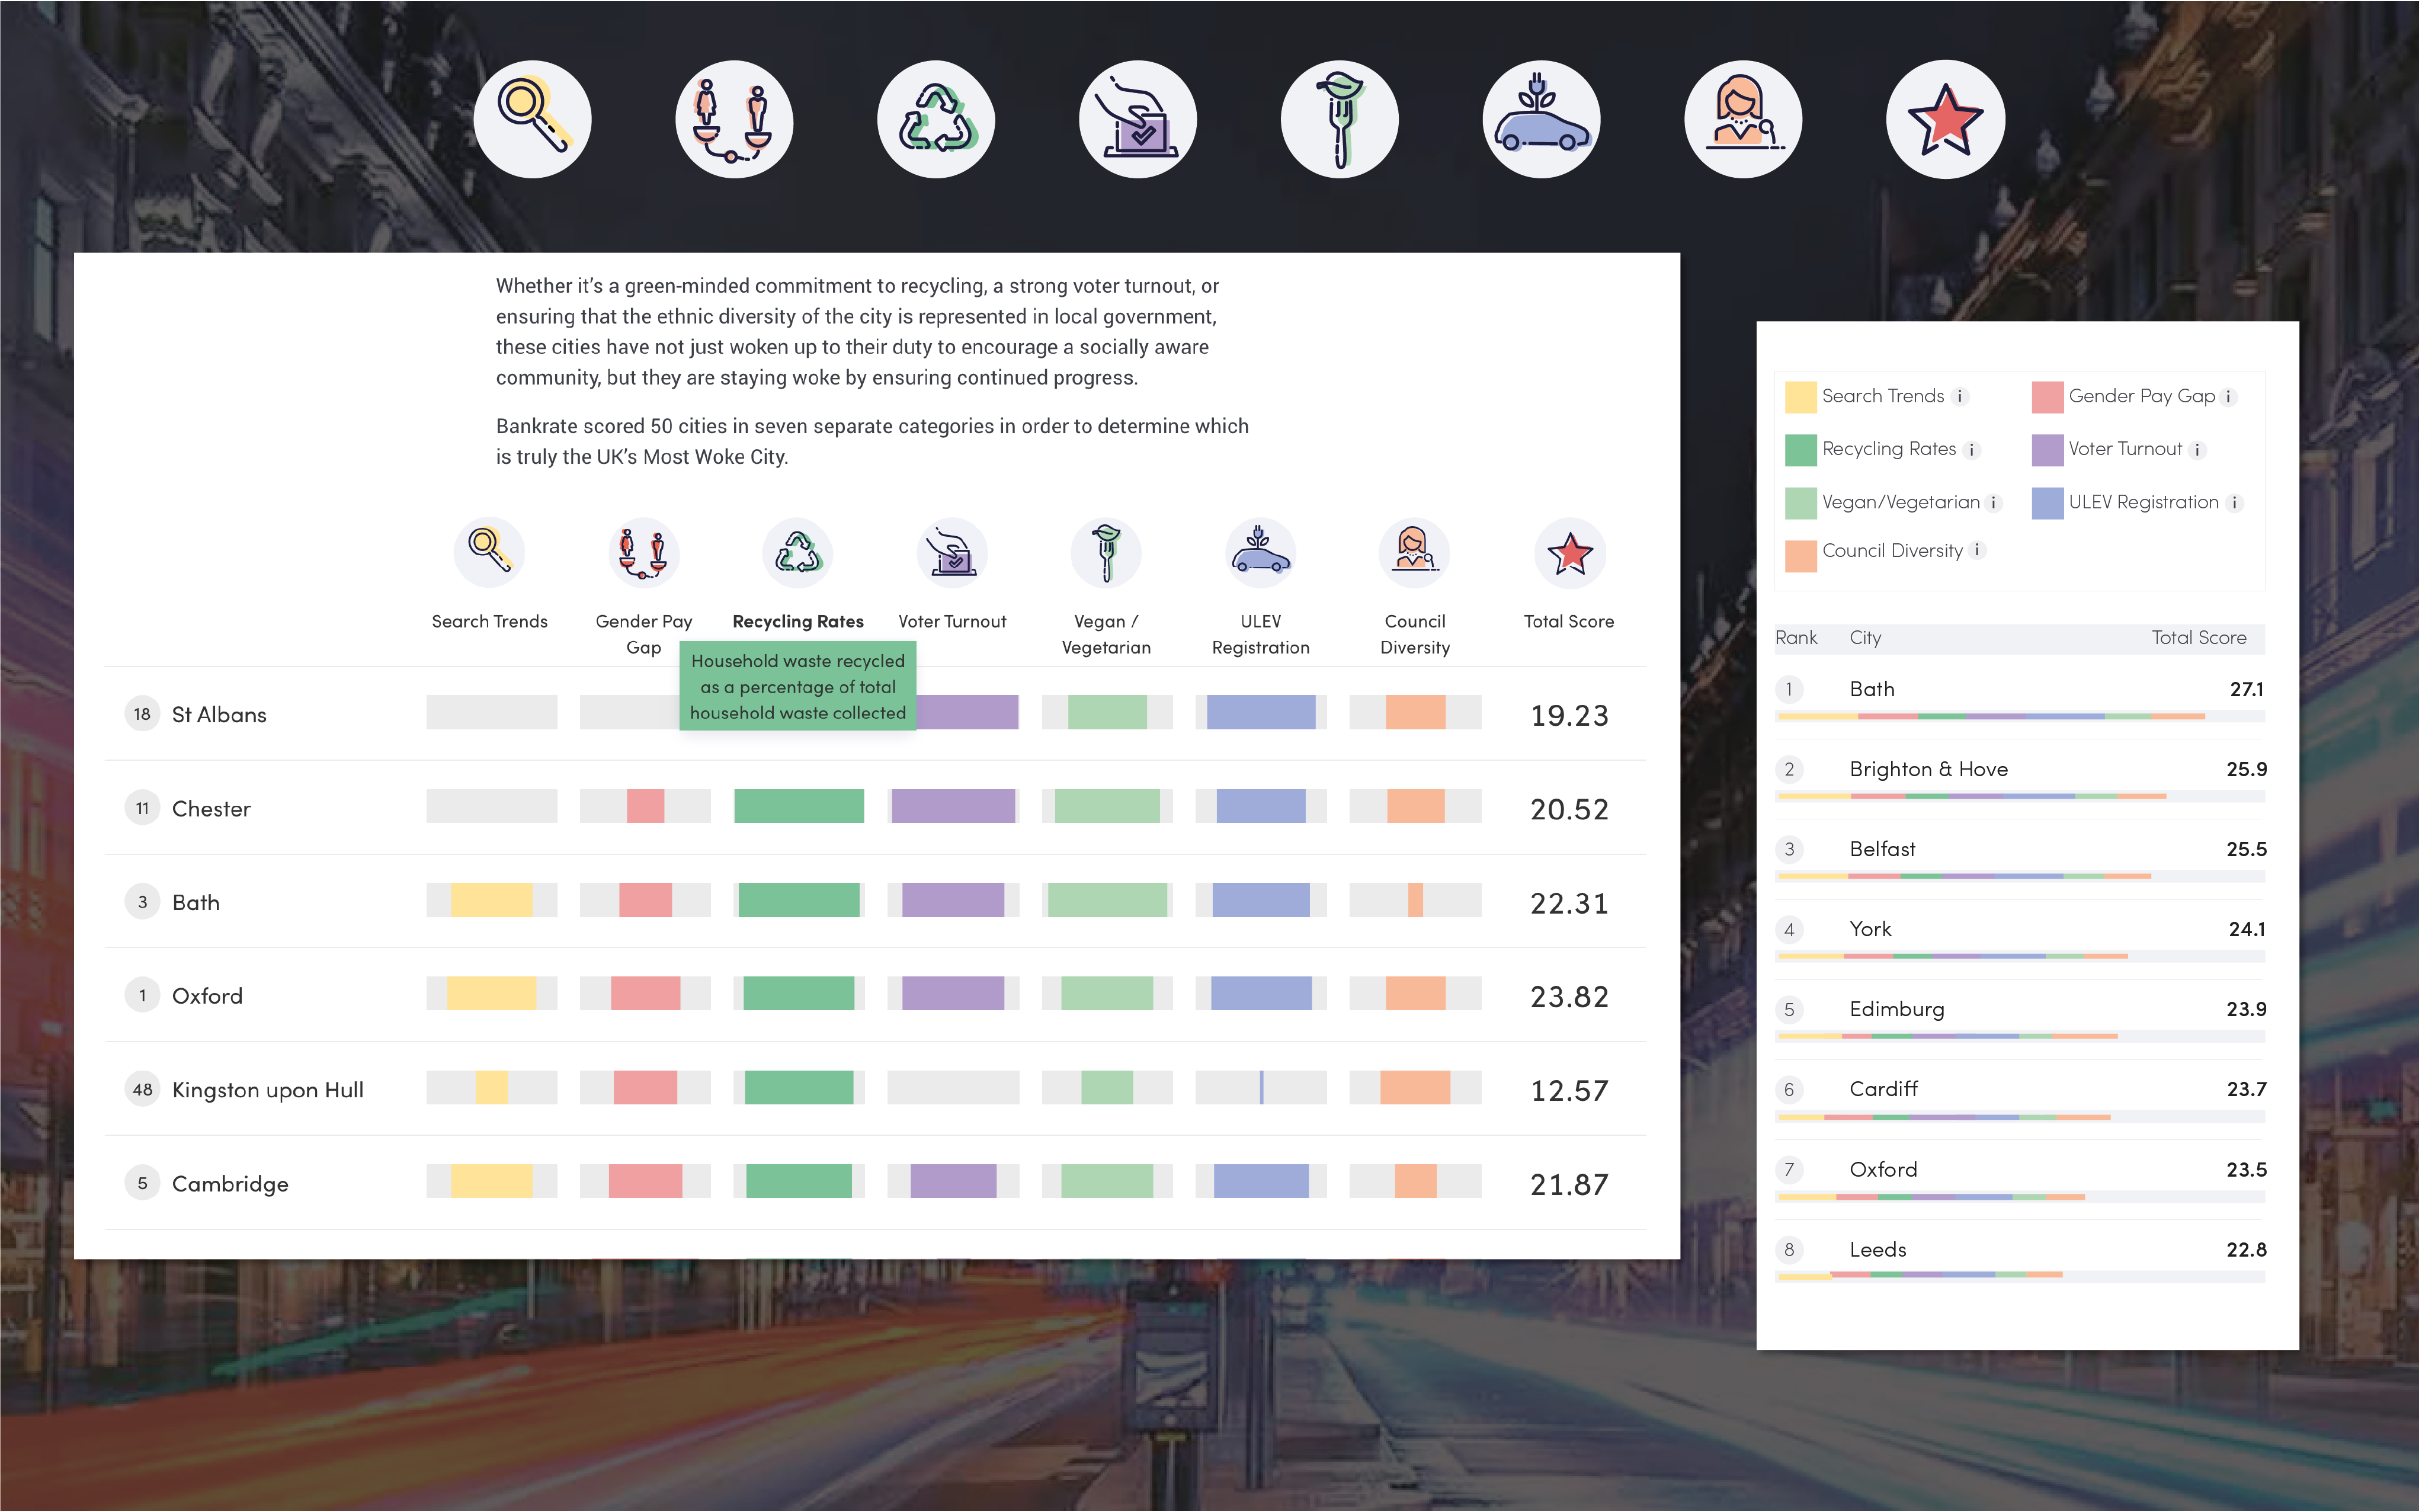 Whether it's a green-minded commitment to recycling, a strong voter turnout, or
ensuring that the ethnic diversity of the city is represented in local government,
these cities have not just woken up to their duty to encourage a socially aware
community, but they are staying woke by ensuring continued progress.
Bankrate scored 50 cities in seven separate categories in order to determine which
is truly the UK's Most Woke City.
Search Trends
Gender Pay
Gap
Recycling Rates
Voter Turnout
Vegan /
Vegetarian
ULEV
Registration
Council
Diversity
Total Score
Household waste recycled
as a percentage of total
household waste collected
18 St Albans 19.23
11 Chester 20.52
3 Bath 22.31
1 Oxford 23.82
48 Kingston upon Hull 12.57
5 Cambridge 21.87
Search Trends i Gender Pay Gap i
Recycling Rates i Voter Turnout i
Vegan/Vegetarian i ULEV Registration i
Council Diversity i
Rank City Total Score
1 Bath 27.1
2 Brighton & Hove 25.9
3 Belfast 25.5
4 York 24.1
5 Edimburg 23.9
6 Cardiff 23.7
7 Oxford 23.5
8 Leeds 22.8